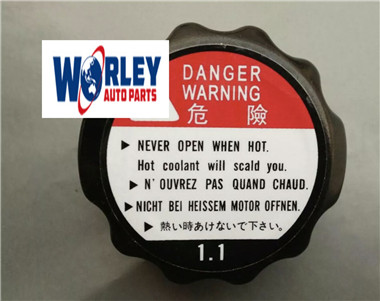 WORLEY
AUTO PARTS
DANGER
WARNING
危 險
▶ NEVER OPEN WHEN HOT.
Hot coolant will scald you.
▶ N'OUVREZ PAS QUAND CHAUD.
▶ NICHT BEI HEISSEM MOTOR OFFNEN.
▶ 熱い時あけないで下さい。
1.1